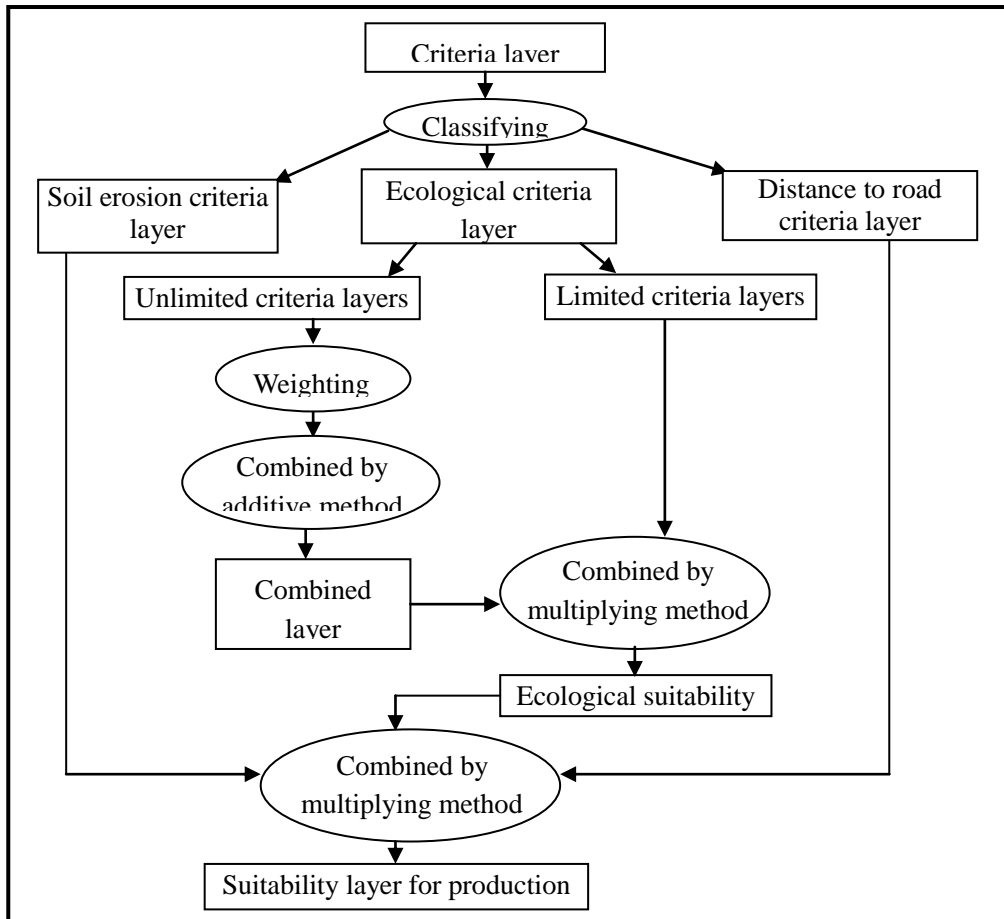 Criteria layer
Classifying
Soil erosion criteria
layer
Ecological criteria
layer
Distance to road
criteria layer
Unlimited criteria layers
Limited criteria layers
Weighting
Combined by
additive method
Combined
layer
Combined by
multiplying method
Ecological suitability
Combined by
multiplying method
Suitability layer for production